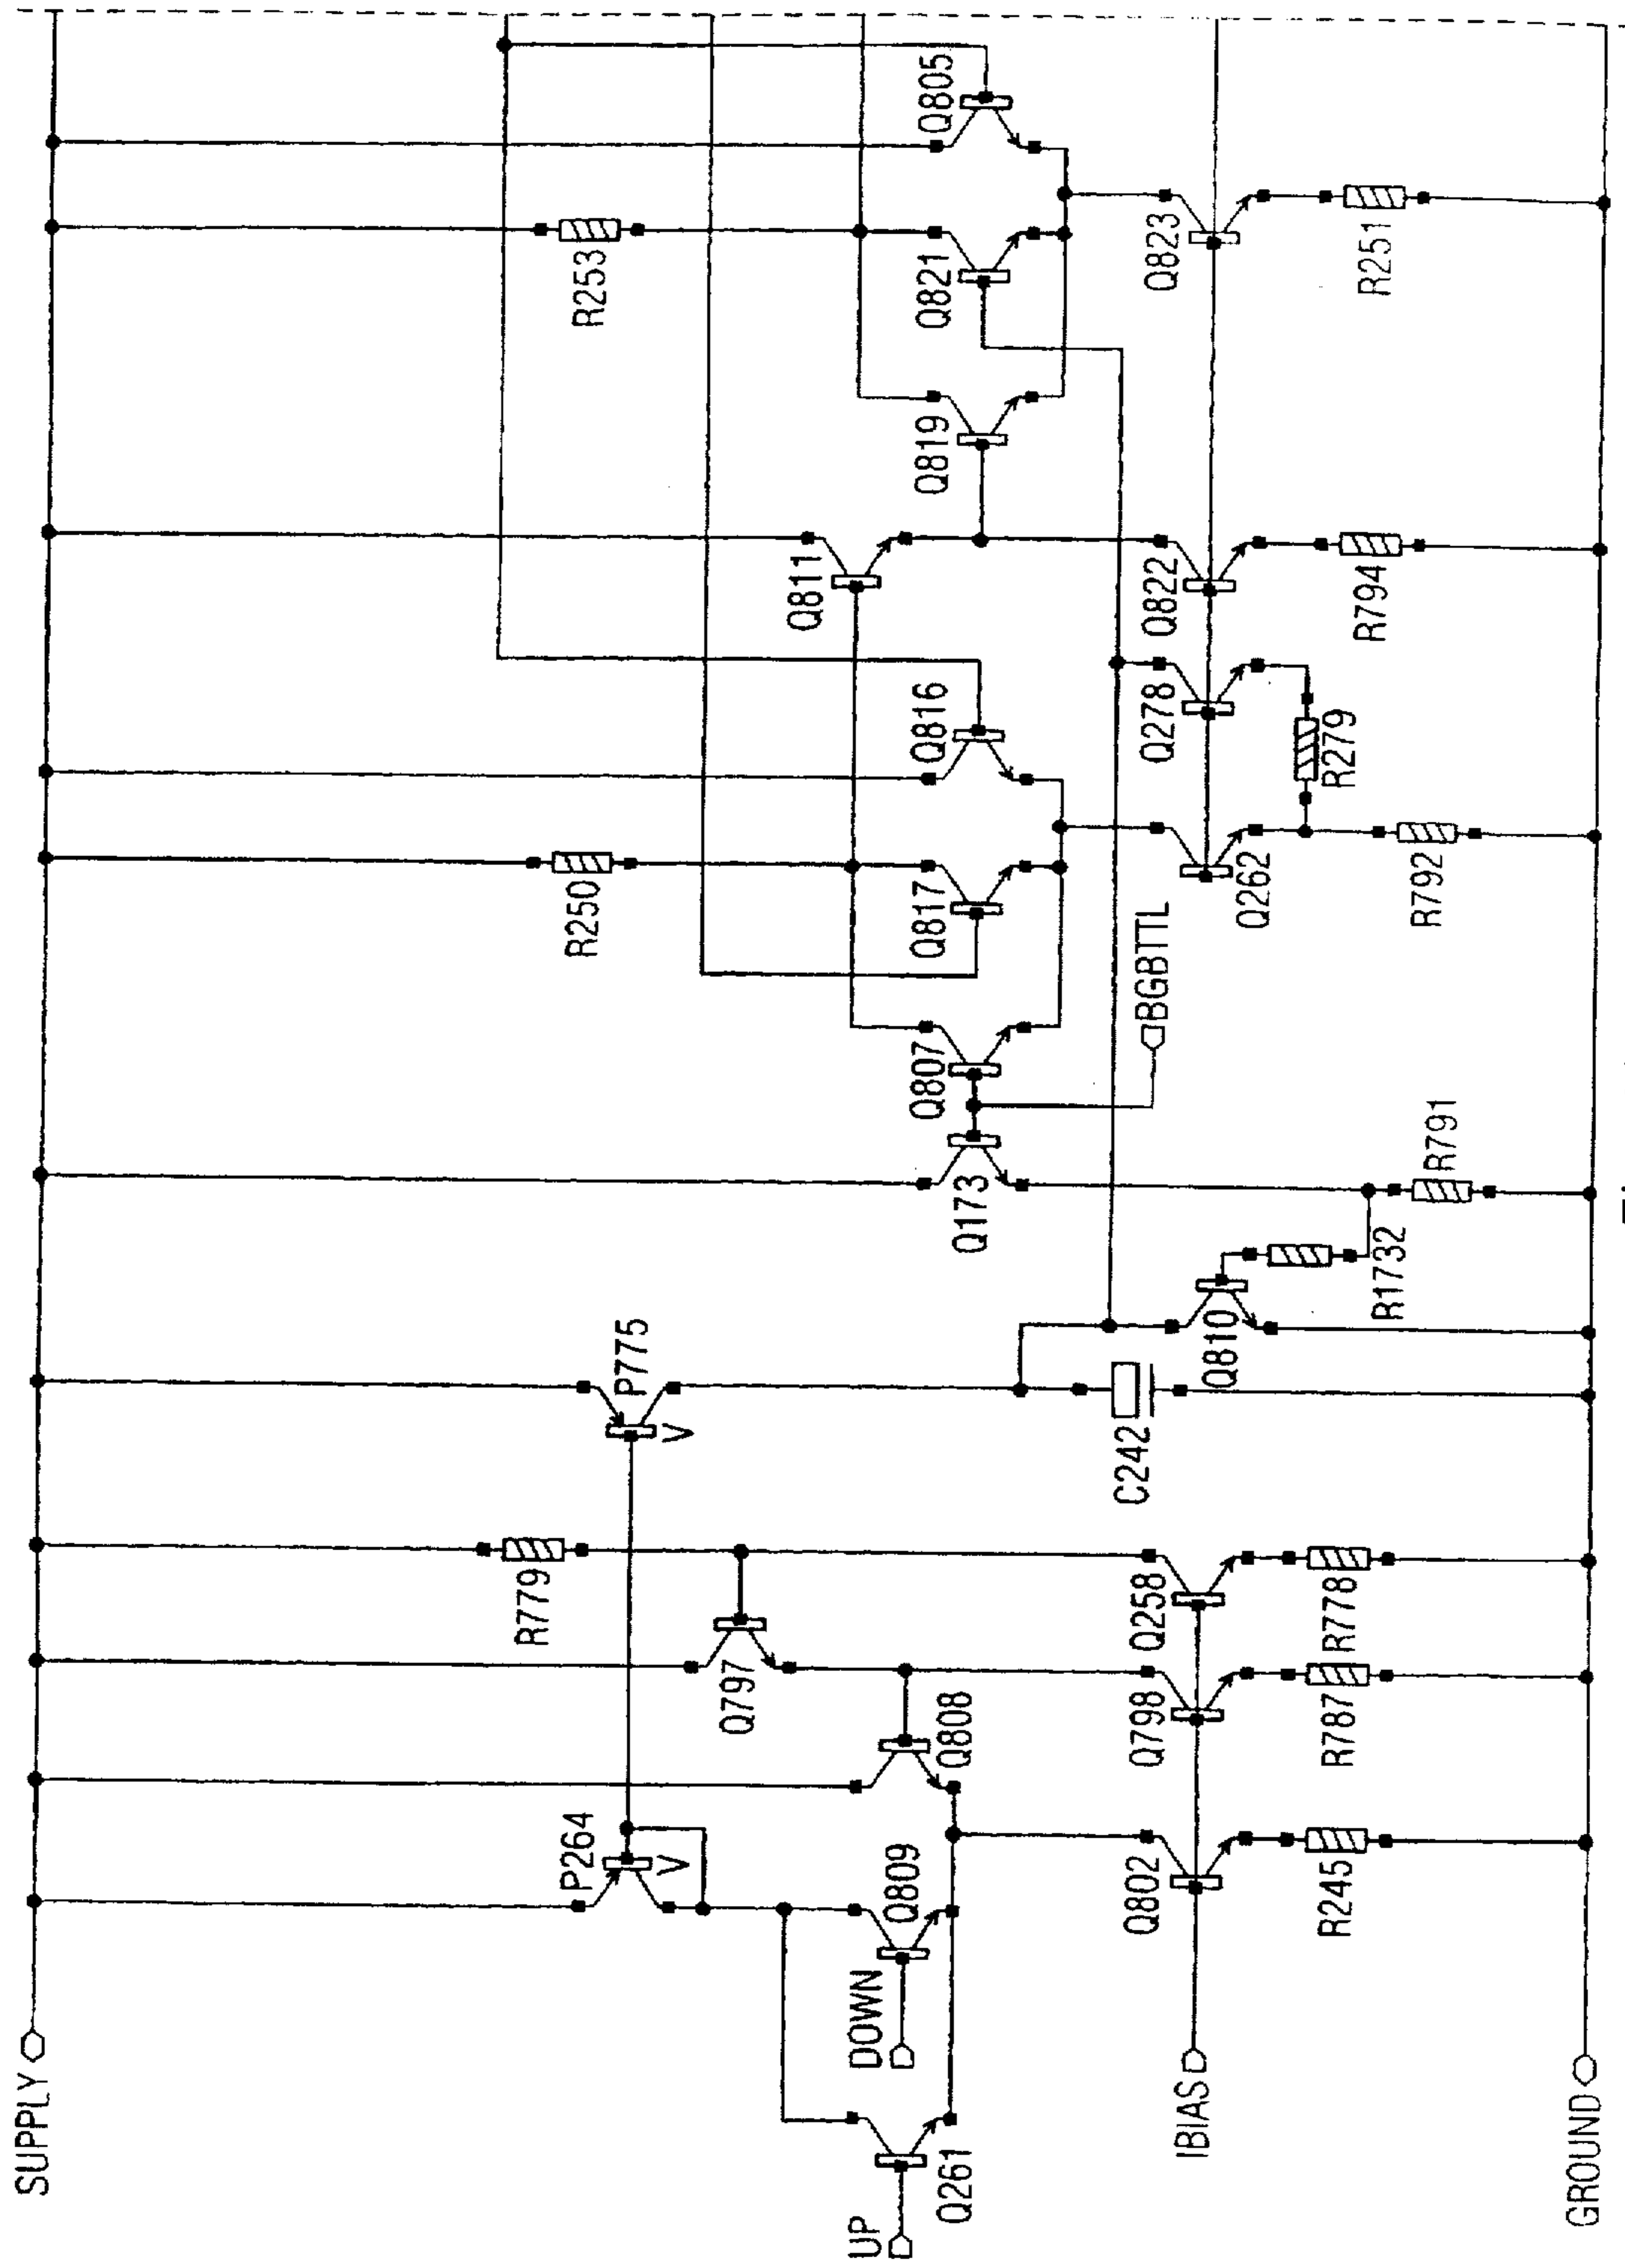 SUPPLY
UP
Q261
DOWN
Q809
P264
V
Q808
Q797
R779
P775
V
IBIAS
Q802
Q798
Q258
R245
R787
R778
C242
Q810
R1732
R791
Q173
Q807
BGBTTL
R250
Q817
Q816
Q262
R792
Q278
R279
Q811
Q822
R794
Q819
Q821
R253
Q805
Q823
R251
GROUND